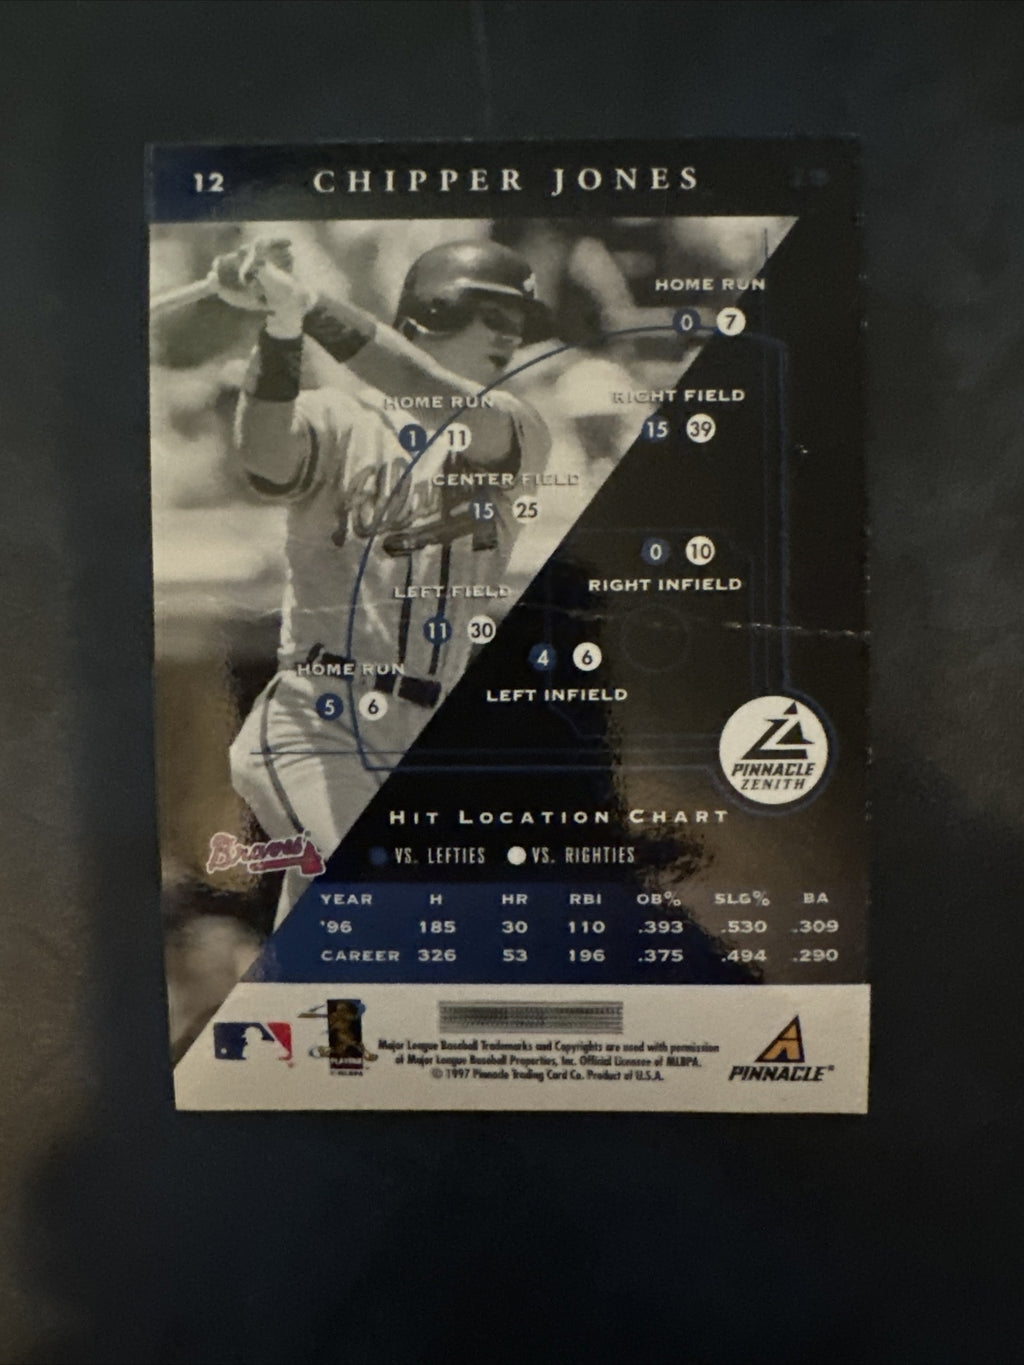 12 CHIPPER JONES
HOME RUN
0 7
RIGHT FIELD
15 39
HOME RUN
1 11
CENTER FIELD
15 25
0 10
RIGHT INFIELD
LEFT FIELD
11 30
4 6
LEFT INFIELD
HOME RUN
5 6
PINNACLE
ZENITH
HIT LOCATION CHART
VS. LEFTIES VS. RIGHTIES
Braves
YEAR H HR RBI OB% SLG% BA
'96 185 30 110 .393 .530 .309
CAREER 326 53 196 .375 .494 .290
PLAYERS
Major League Baseball Trademarks and Copyrights are used with permission
of Major League Baseball Properties, Inc. Official Licensee of MLBPA.
© 1997 Pinnacle Trading Card Co. Product of U.S.A.
© MLBPA
PINNACLE®